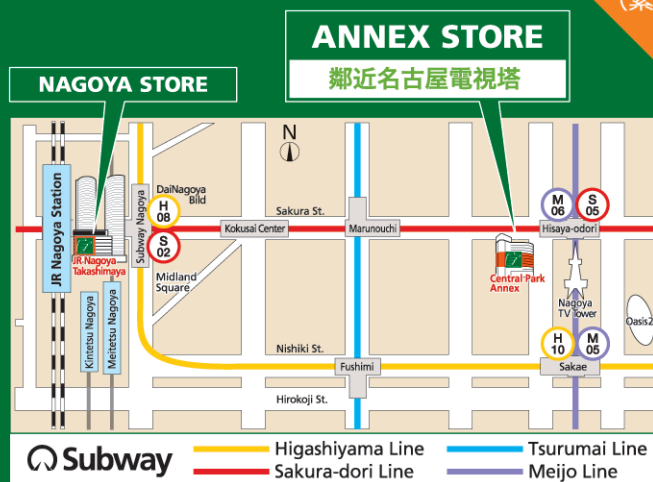 ANNEX STORE
鄰近名古屋電視塔
NAGOYA STORE
N
JR Nagoya Station
DaiNagoya
Bild
H
08
S
02
Subway Nagoya
JR Nagoya
Takashimaya
Kintetsu Nagoya
Meitetsu Nagoya
Midland
Square
Sakura St.
Kokusai Center
Marunouchi
M
06
S
05
Hisaya-odori
Central Park
Annex
Nagoya
TV Tower
Oasis2
H
10
M
05
Sakae
Nishiki St.
Fushimi
Hirokoji St.
Subway
Higashiyama Line
Tsurumai Line
Sakura-dori Line
Meijo Line